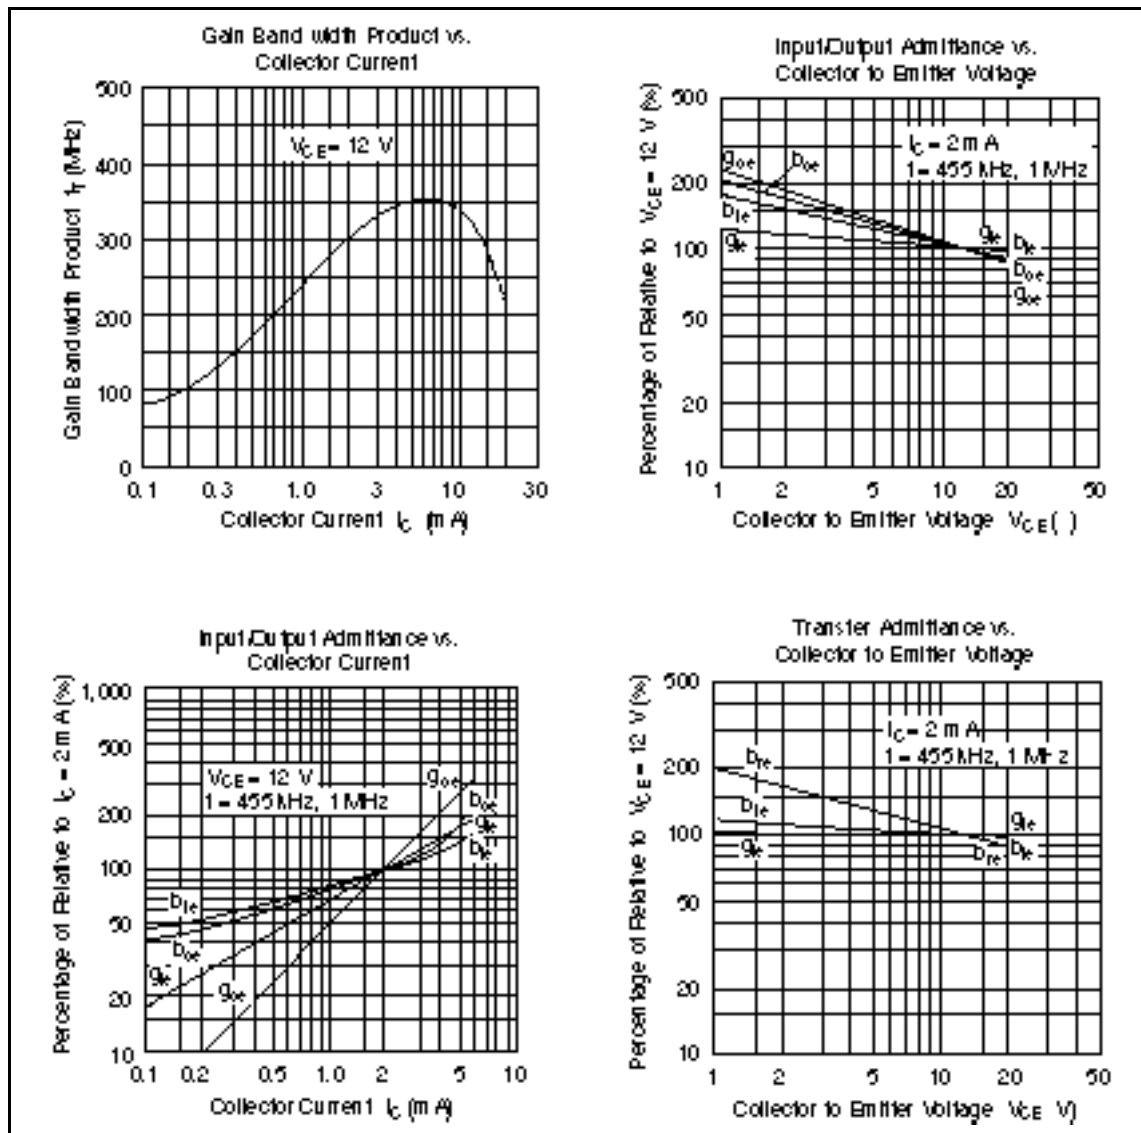 Gain Band width Product vs.
Collector Current
Gain Bandwidth Product fT (MHz)
500
400
300
200
100
0
VCE = 12 V
0.1 0.3 1.0 3 10 30
Collector Current IC (mA)
Input/Output Admittance vs.
Collector to Emitter Voltage
Percentage of Relative to VCE = 12 V (%)
500
200
100
50
20
10
IC = 2 mA
f = 455 kHz, 1 MHz
goe
boe
bie
gie
gie
bie
boe
goe
1 2 5 10 20 50
Collector to Emitter Voltage VCE ( )
Input/Output Admittance vs.
Collector Current
Percentage of Relative to IC = 2 mA (%)
1,000
500
200
100
50
20
10
VCE = 12 V
f = 455 kHz, 1 MHz
goe
boe
gie
bie
bie
boe
gie
goe
0.1 0.2 0.5 1.0 2 5 10
Collector Current IC (mA)
Transfer Admittance vs.
Collector to Emitter Voltage
Percentage of Relative to VCE = 12 V (%)
500
200
100
50
20
10
IC = 2 mA
f = 455 kHz, 1 MHz
bre
bfe
gfe
bre
bfe
1 2 5 10 20 50
Collector to Emitter Voltage VCE V)